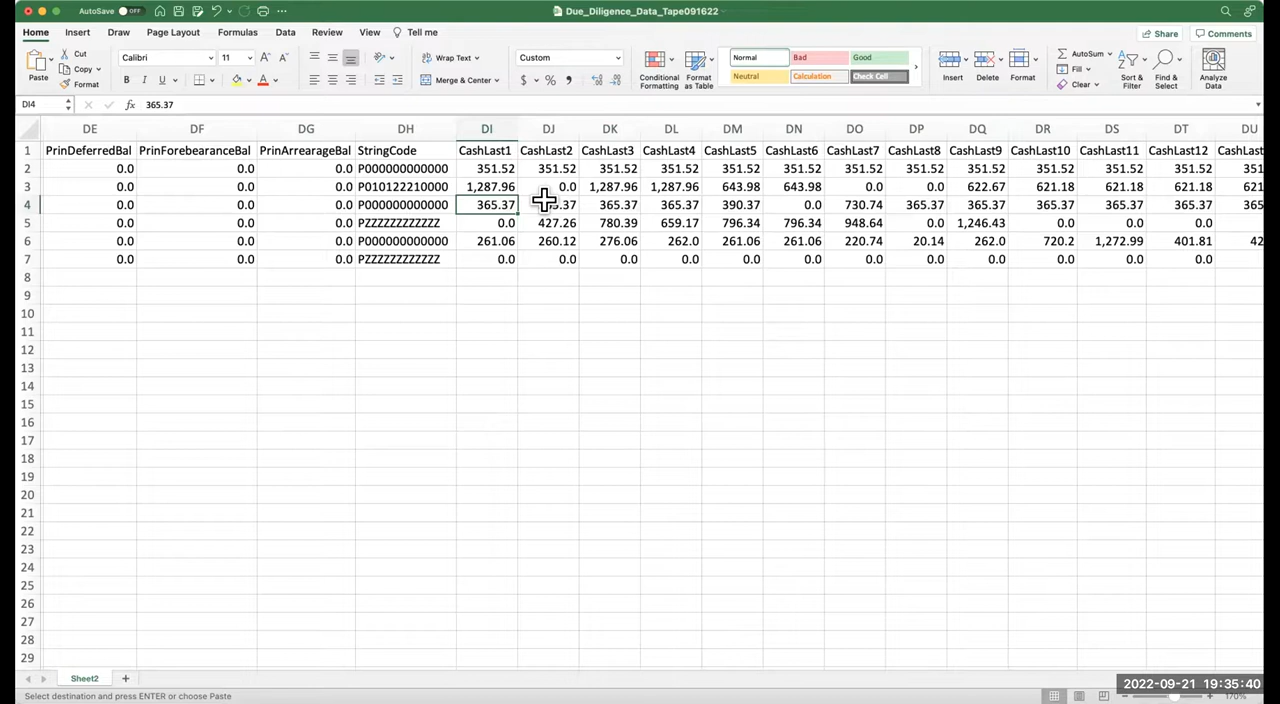 AutoSave OFF Due_Diligence_Data_Tape091622
Home Insert Draw Page Layout Formulas Data Review View Tell me Share Comments
Paste Cut Copy Format
Calibri 11 A A B I U A
Wrap Text Merge & Center
Custom $ % 9
Conditional Formatting Format as Table
Normal Bad Good
Neutral Calculation Check Cell
Insert Delete Format
AutoSum Fill Clear
Sort & Filter Find & Select Analyze Data
DI4 fx 365.37
DE DF DG DH DI DJ DK DL DM DN DO DP DQ DR DS DT DU
1 PrinDeferredBal PrinForebearanceBal PrinArrearageBal StringCode CashLast1 CashLast2 CashLast3 CashLast4 CashLast5 CashLast6 CashLast7 CashLast8 CashLast9 CashLast10 CashLast11 CashLast12 CashLast
2 0.0 0.0 0.0 P000000000000 351.52 351.52 351.52 351.52 351.52 351.52 351.52 351.52 351.52 351.52 351.52 351.52 351
3 0.0 0.0 0.0 P010122210000 1,287.96 0.0 1,287.96 1,287.96 643.98 643.98 0.0 0.0 622.67 621.18 621.18 621.18 621
4 0.0 0.0 0.0 P000000000000 365.37 .37 365.37 365.37 390.37 0.0 730.74 365.37 365.37 365.37 365.37 365.37 365
5 0.0 0.0 0.0 PZZZZZZZZZZZZ 0.0 427.26 780.39 659.17 796.34 796.34 948.64 0.0 1,246.43 0.0 0.0 0.0
6 0.0 0.0 0.0 P000000000000 261.06 260.12 276.06 262.0 261.06 261.06 220.74 20.14 262.0 720.2 1,272.99 401.81 42
7 0.0 0.0 0.0 PZZZZZZZZZZZZ 0.0 0.0 0.0 0.0 0.0 0.0 0.0 0.0 0.0 0.0 0.0 0.0
8
9
10
11
12
13
14
15
16
17
18
19
20
21
22
23
24
25
26
27
28
29
Sheet2
Select destination and press ENTER or choose Paste
2022-09-21 19:35:40
170%